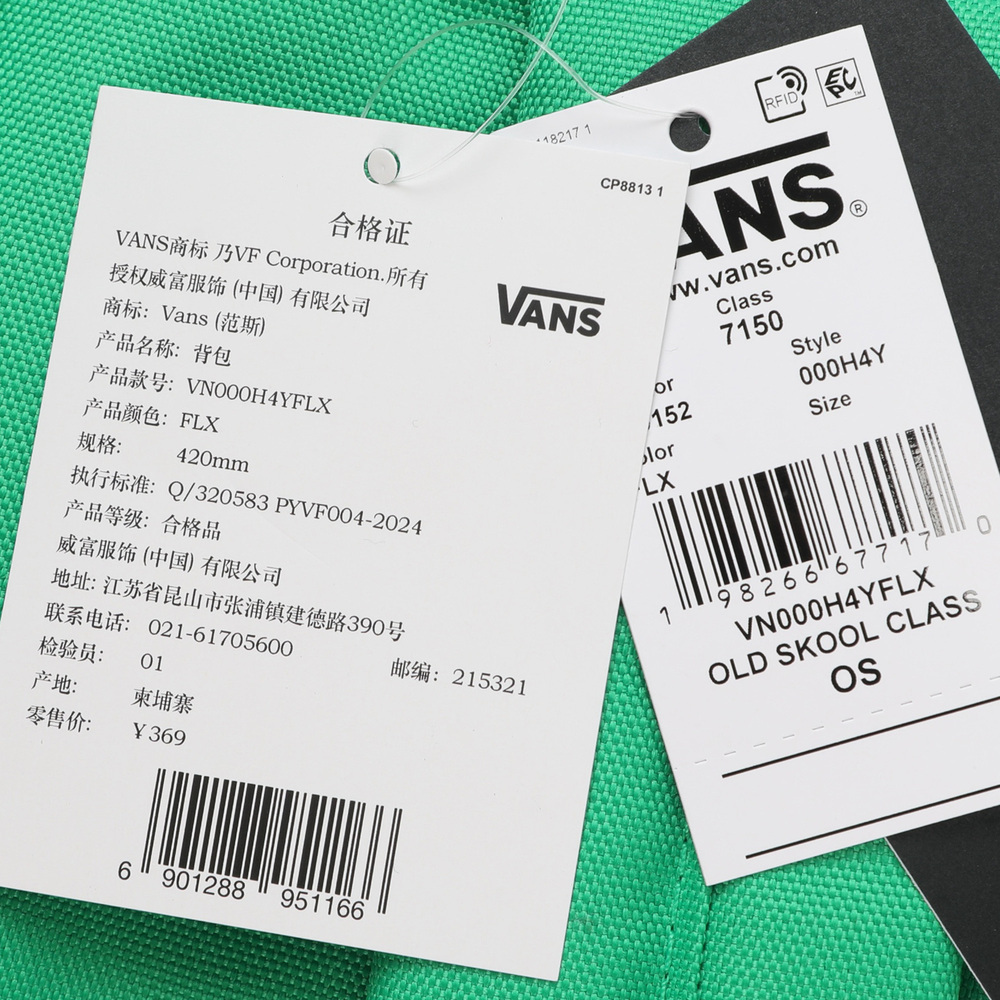 CP8813 1
合格证
VANS商标 乃VF Corporation.所有
授权威富服饰 (中国) 有限公司
VANS
商标: Vans (范斯)
产品名称: 背包
产品款号: VN000H4YFLX
产品颜色: FLX
规格: 420mm
执行标准: Q/320583 PYVF004-2024
产品等级: 合格品
威富服饰 (中国) 有限公司
地址: 江苏省昆山市张浦镇建德路390号
联系电话: 021-61705600
检验员: 01 邮编: 215321
产地: 柬埔寨
零售价: ¥369
6 901288 951166
RFID EPC™
118217 1
VANS®
www.vans.com
Class
7150
Style
000H4Y
Size
or
152
olor
FLX
1 98266 67717 0
VN000H4YFLX
OLD SKOOL CLASS
OS